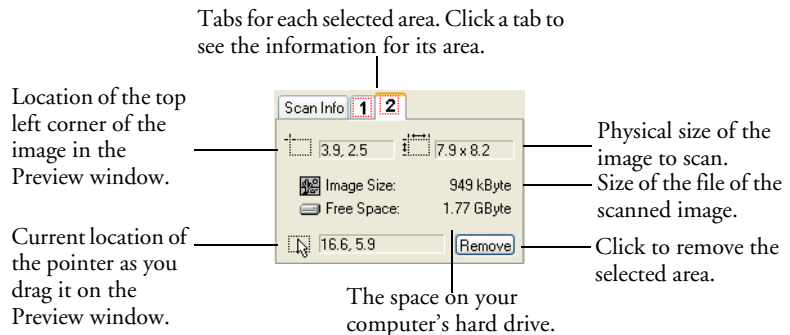 Tabs for each selected area. Click a tab to
see the information for its area.
Location of the top
left corner of the
image in the
Preview window.
Scan Info 1 2
3.9, 2.5 7.9 x 8.2
Image Size: 949 kByte
Free Space: 1.77 GByte
16.6, 5.9 Remove
Physical size of the
image to scan.
Size of the file of the
scanned image.
Current location of
the pointer as you
drag it on the
Preview window.
Click to remove the
selected area.
The space on your
computer's hard drive.